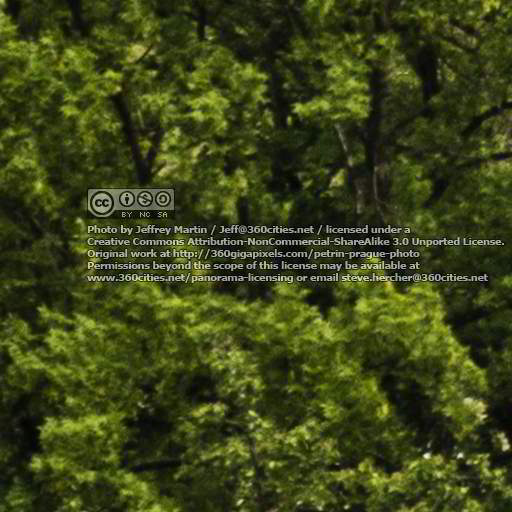 cc
BY NC SA
Photo by Jeffrey Martin / Jeff@360cities.net / licensed under a
Creative Commons Attribution-NonCommercial-ShareAlike 3.0 Unported License.
Original work at http://360gigapixels.com/petrin-prague-photo
Permissions beyond the scope of this license may be available at
www.360cities.net/panorama-licensing or email steve.hercher@360cities.net